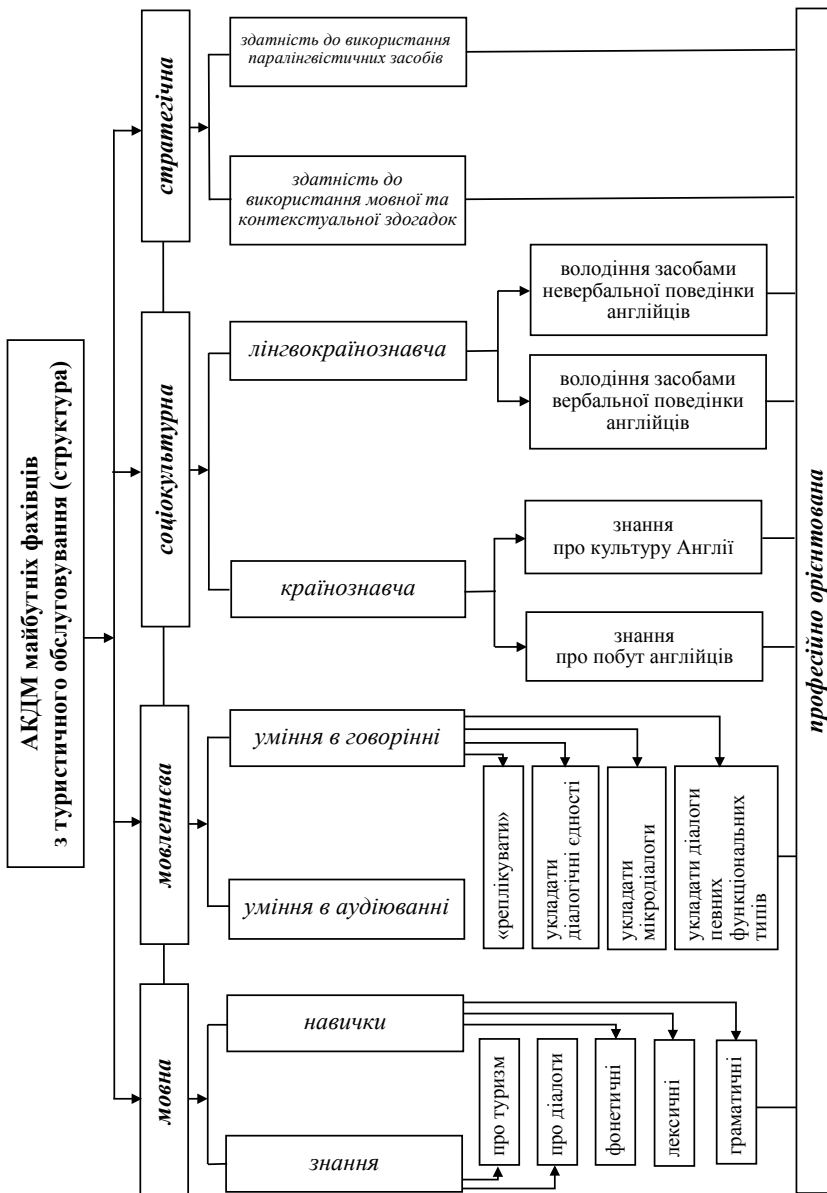 АКДМ майбутніх фахівців
з туристичного обслуговування (структура)
мовна
мовленнєва
соціокультурна
стратегічна
знання
навички
уміння в аудіюванні
уміння в говорінні
країнознавча
лінгвокраїнознавча
здатність до
використання мовної та
контекстуальної здогадок
здатність до використання
паралінгвістичних засобів
про туризм
про діалоги
фонетичні
лексичні
граматичні
«реплікувати»
укладати
діалогічні єдності
укладати
мікродіалоги
укладати діалоги
певних
функціональних
типів
знання
про побут англійців
знання
про культуру Англії
володіння засобами
вербальної поведінки
англійців
володіння засобами
невербальної поведінки
англійців
професійно орієнтована